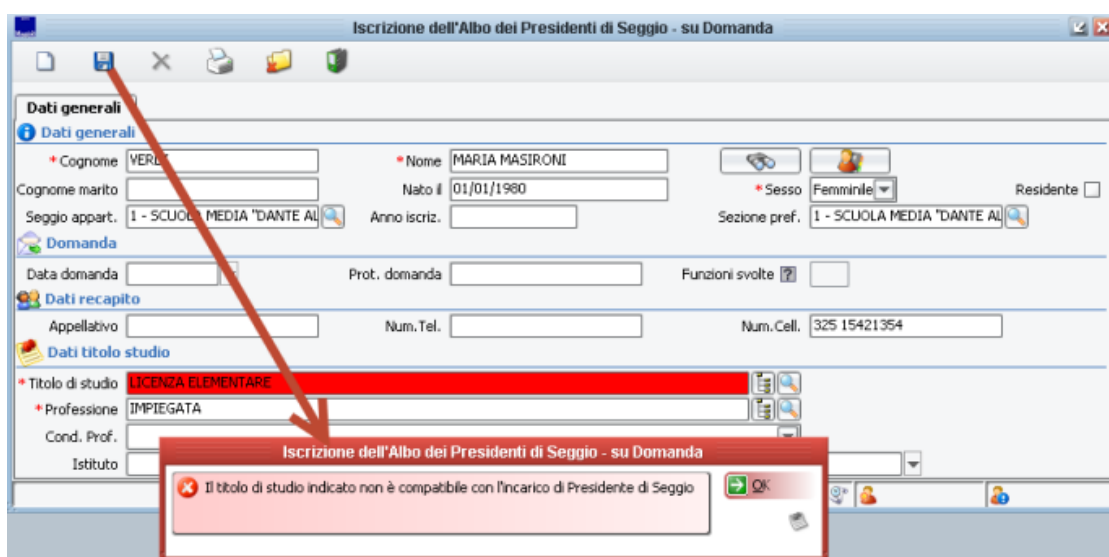 Iscrizione dell'Albo dei Presidenti di Seggio - su Domanda
Dati generali
Dati generali
* Cognome VERDI * Nome MARIA MASIRONI
Cognome marito Nato il 01/01/1980 * Sesso Femminile Residente
Seggio appart. 1 - SCUOLA MEDIA "DANTE AL Anno iscriz. Sezione pref. 1 - SCUOLA MEDIA "DANTE AL
Domanda
Data domanda Prot. domanda Funzioni svolte ?
Dati recapito
Appellativo Num.Tel. Num.Cell. 325 15421354
Dati titolo studio
* Titolo di studio LICENZA ELEMENTARE
* Professione IMPIEGATA
Cond. Prof.
Istituto
Iscrizione dell'Albo dei Presidenti di Seggio - su Domanda
Il titolo di studio indicato non è compatibile con l'incarico di Presidente di Seggio OK